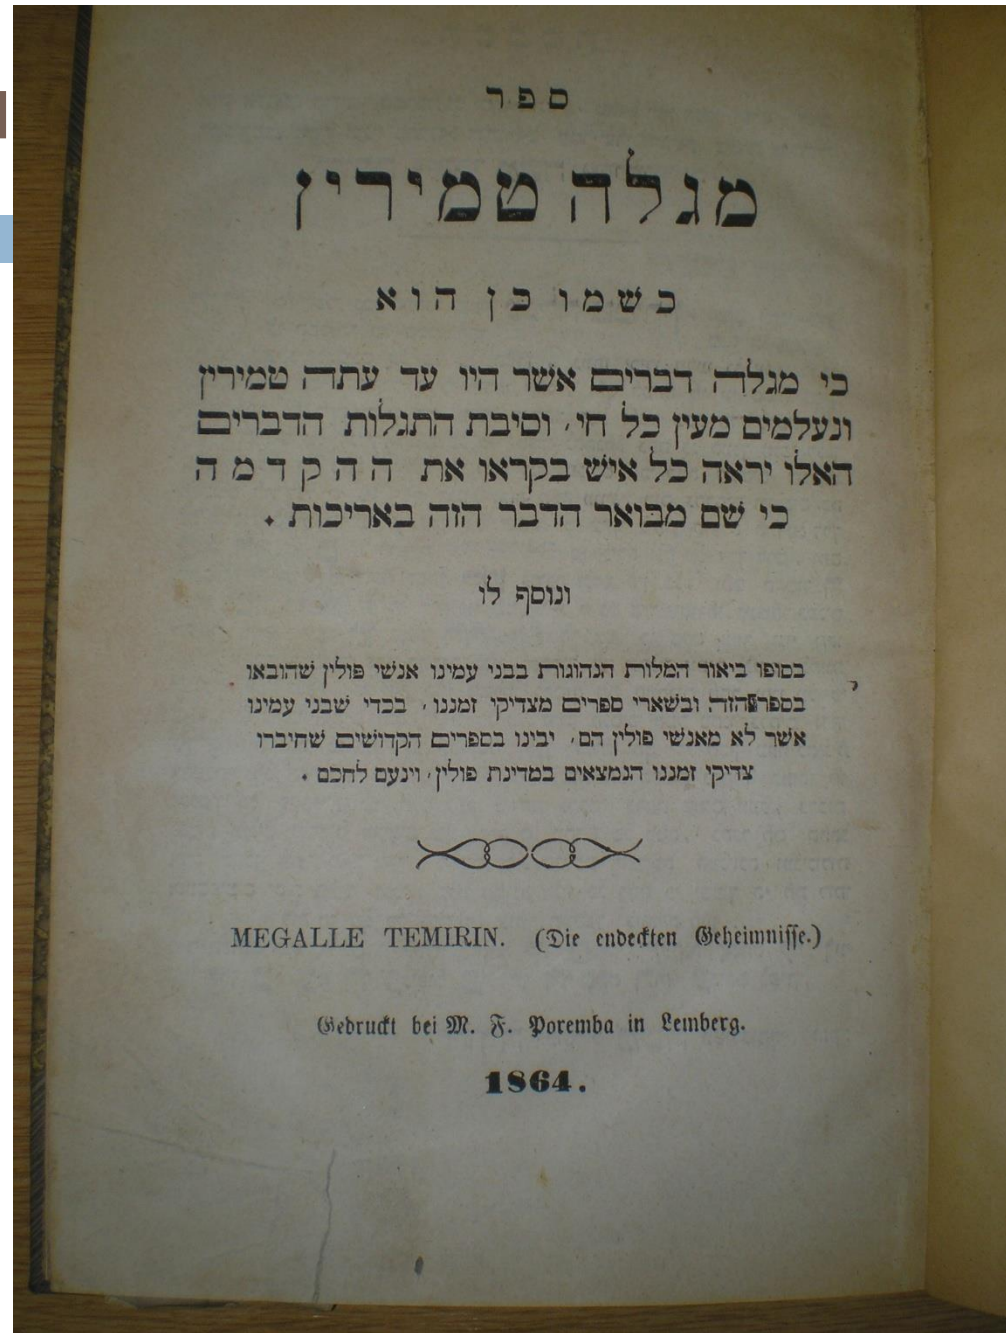 ספר
מגלה טמירין
כשמו כן הוא
כי מגלה דברים אשר היו עד עתה טמירין
ונעלמים מעין כל חי, וסיבת התגלות הדברים
האלו יראה כל איש בקראו את ההקדמה
כי שם מבואר הדבר הזה באריכות.
ונוסף לו
בסופו ביאור המלות הנהוגות בבני עמינו אנשי פולין שהובאו
בספר הזה ובשארי ספרים מצדיקי זמננו, בכדי שבני עמינו
אשר לא מאנשי פולין הם, יבינו בספרים הקדושים שחיברו
צדיקי זמננו הנמצאים במדינת פולין, וינעם לחכם.
MEGALLE TEMIRIN. (Die endeckten Geheimnisse.)
Gedruckt bei M. F. Poremba in Lemberg.
1864.